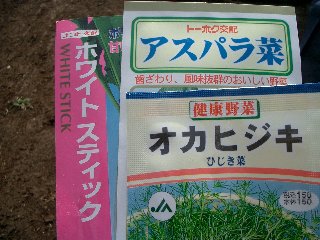 ホワイトスティック
WHITE STICK
トーホク交配
アスパラ菜
歯ざわり、風味抜群のおいしい野菜
健康野菜
オカヒジキ
ひじき菜
JA